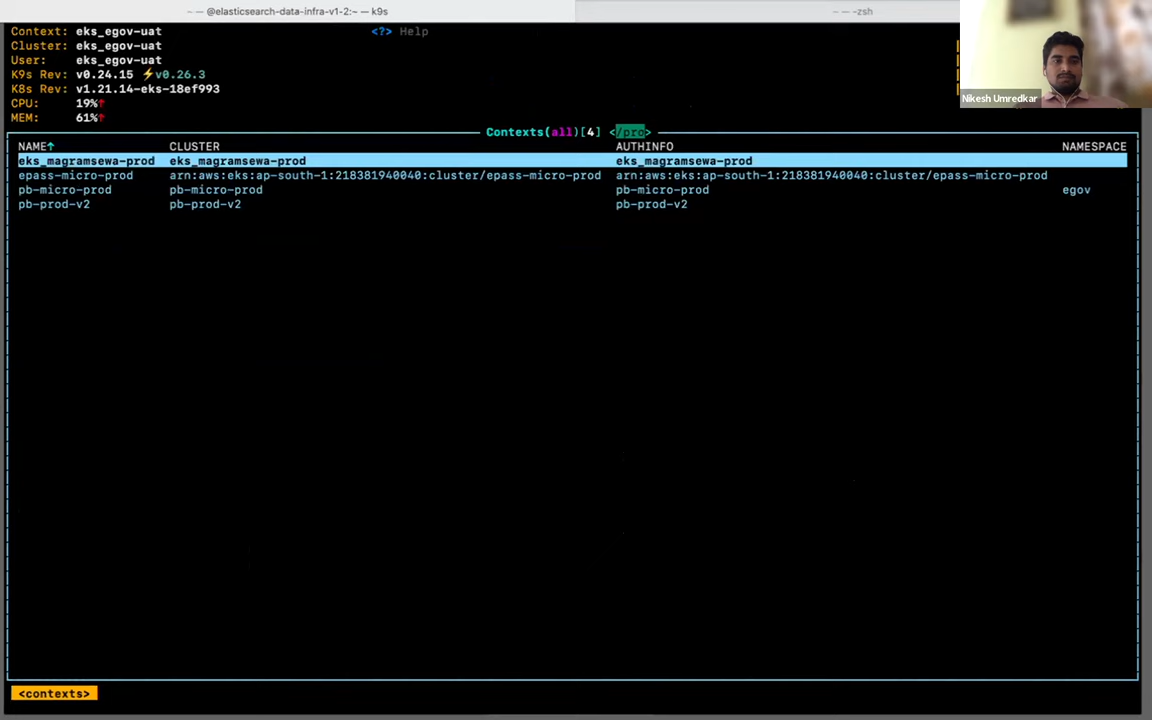 ~ — @elasticsearch-data-infra-v1-2:~ — k9s
~ — -zsh
Context: eks_egov-uat
<?> Help
Cluster: eks_egov-uat
User: eks_egov-uat
K9s Rev: v0.24.15 ⚡v0.26.3
K8s Rev: v1.21.14-eks-18ef993
CPU: 19%↑
MEM: 61%↑
Nikesh Umredkar
Contexts(all)[4] </pro>
NAME↑ CLUSTER AUTHINFO NAMESPACE
eks_magramsewa-prod eks_magramsewa-prod eks_magramsewa-prod
epass-micro-prod arn:aws:eks:ap-south-1:218381940040:cluster/epass-micro-prod arn:aws:eks:ap-south-1:218381940040:cluster/epass-micro-prod
pb-micro-prod pb-micro-prod pb-micro-prod egov
pb-prod-v2 pb-prod-v2 pb-prod-v2
<contexts>